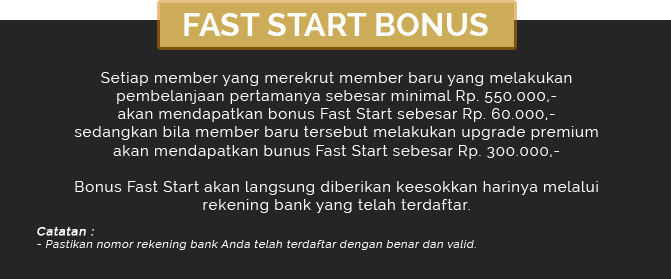 FAST START BONUS
Setiap member yang merekrut member baru yang melakukan
pembelanjaan pertamanya sebesar minimal Rp. 550.000,-
akan mendapatkan bonus Fast Start sebesar Rp. 60.000,-
sedangkan bila member baru tersebut melakukan upgrade premium
akan mendapatkan bunus Fast Start sebesar Rp. 300.000,-
Bonus Fast Start akan langsung diberikan keesokkan harinya melalui
rekening bank yang telah terdaftar.
Catatan :
- Pastikan nomor rekening bank Anda telah terdaftar dengan benar dan valid.